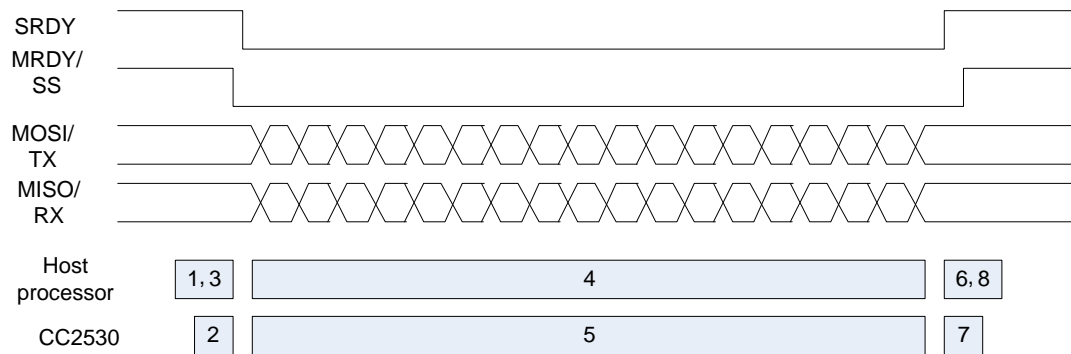 SRDY
MRDY/
SS
MOSI/
TX
MISO/
RX
Host
processor
1, 3
4
6, 8
CC2530
2
5
7